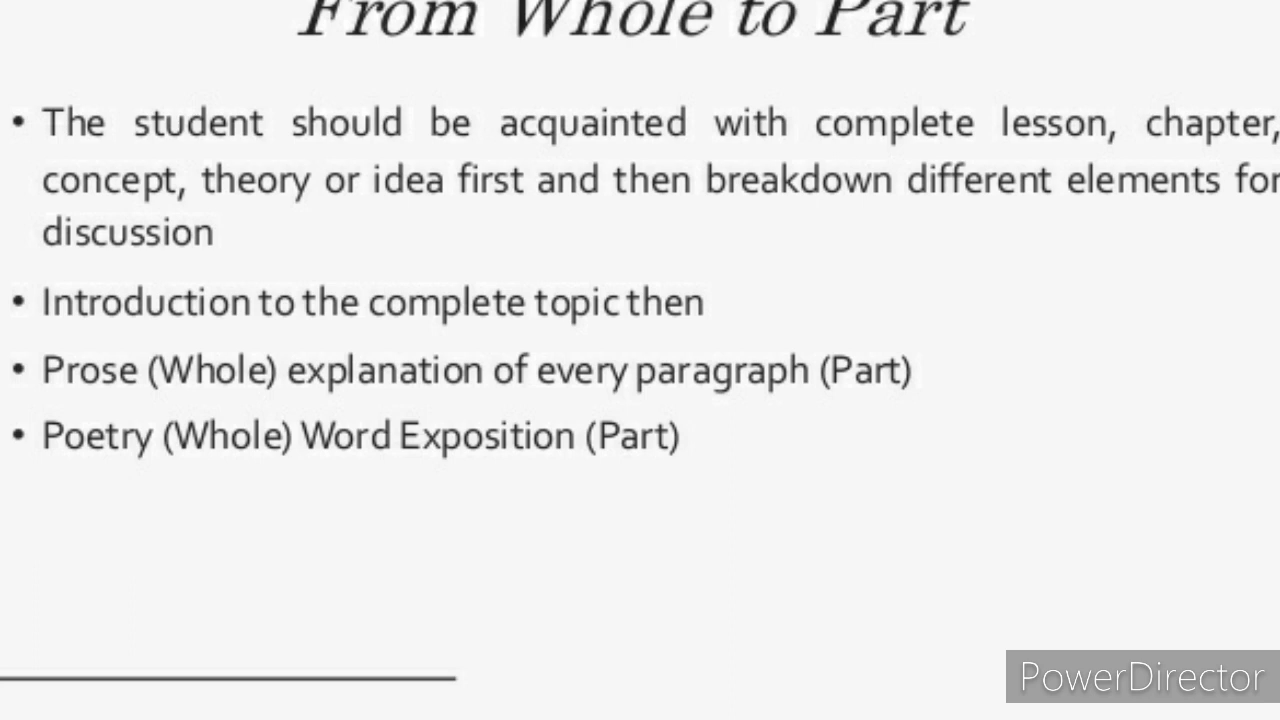 From Whole to Part
• The student should be acquainted with complete lesson, chapter,
concept, theory or idea first and then breakdown different elements for
discussion
• Introduction to the complete topic then
• Prose (Whole) explanation of every paragraph (Part)
• Poetry (Whole) Word Exposition (Part)
PowerDirector